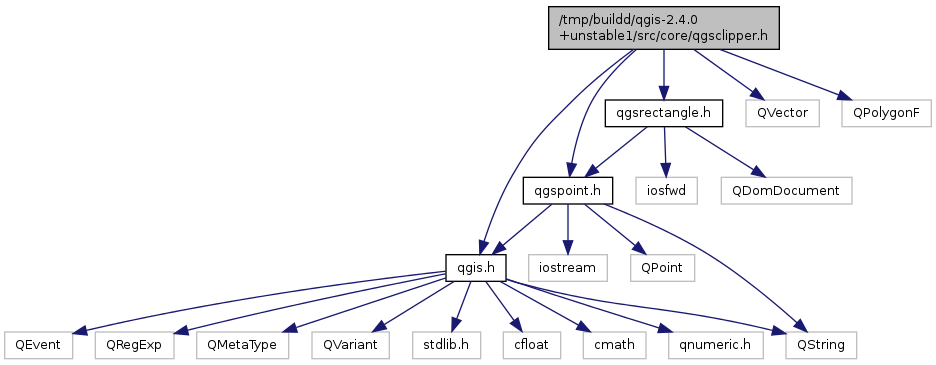 /tmp/buildd/qgis-2.4.0
+unstable1/src/core/qgsclipper.h
qgsrectangle.h
QVector
QPolygonF
qgspoint.h
iosfwd
QDomDocument
qgis.h
iostream
QPoint
QEvent
QRegExp
QMetaType
QVariant
stdlib.h
cfloat
cmath
qnumeric.h
QString